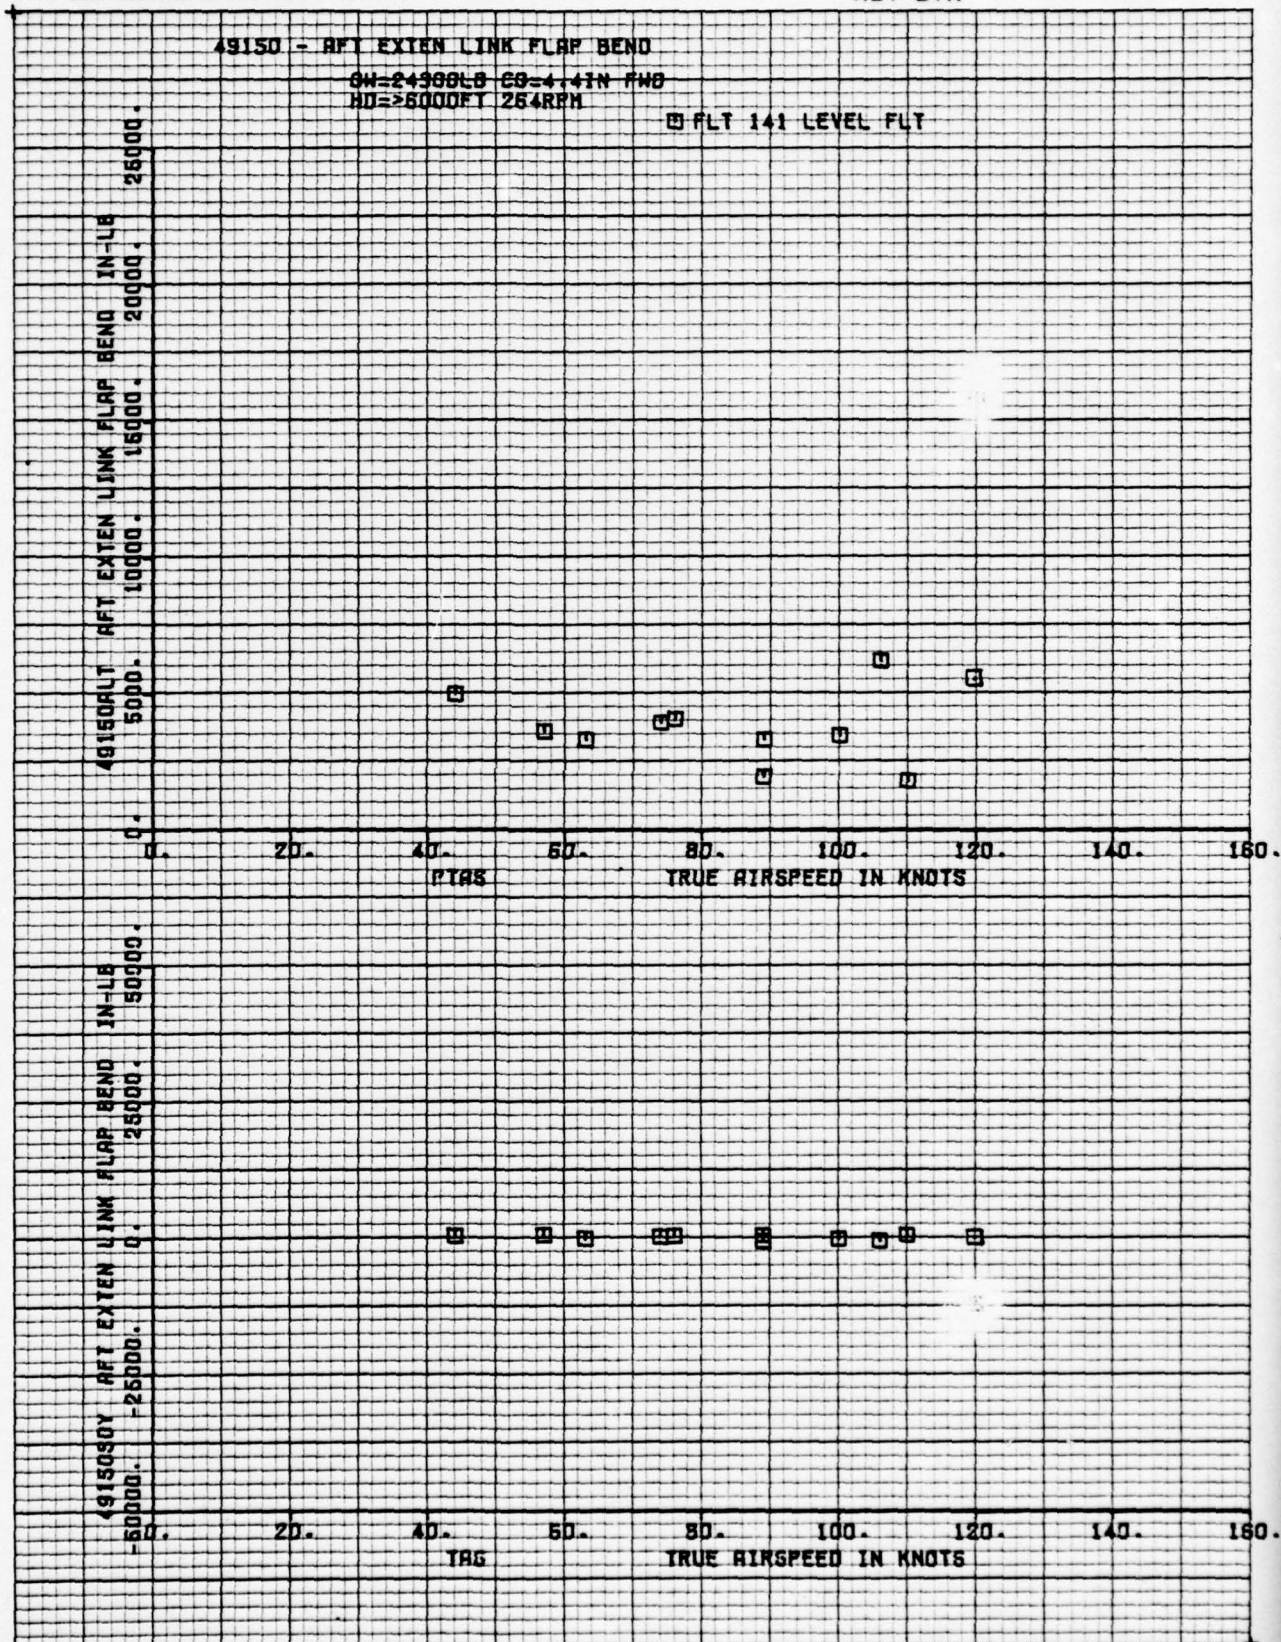 49150 - AFT EXTEN LINK FLAP BEND
GW=24300LB CG=4.4IN FWD
HD=>6000FT 264RPM
FLT 141 LEVEL FLT
49150ALT AFT EXTEN LINK FLAP BEND IN-LB
25000.
20000.
15000.
10000.
5000.
0.
0. 20. 40. 60. 80. 100. 120. 140. 160.
PTAS TRUE AIRSPEED IN KNOTS
49150SDY AFT EXTEN LINK FLAP BEND IN-LB
50000.
25000.
0.
-25000.
-50000.
0. 20. 40. 60. 80. 100. 120. 140. 160.
TAS TRUE AIRSPEED IN KNOTS